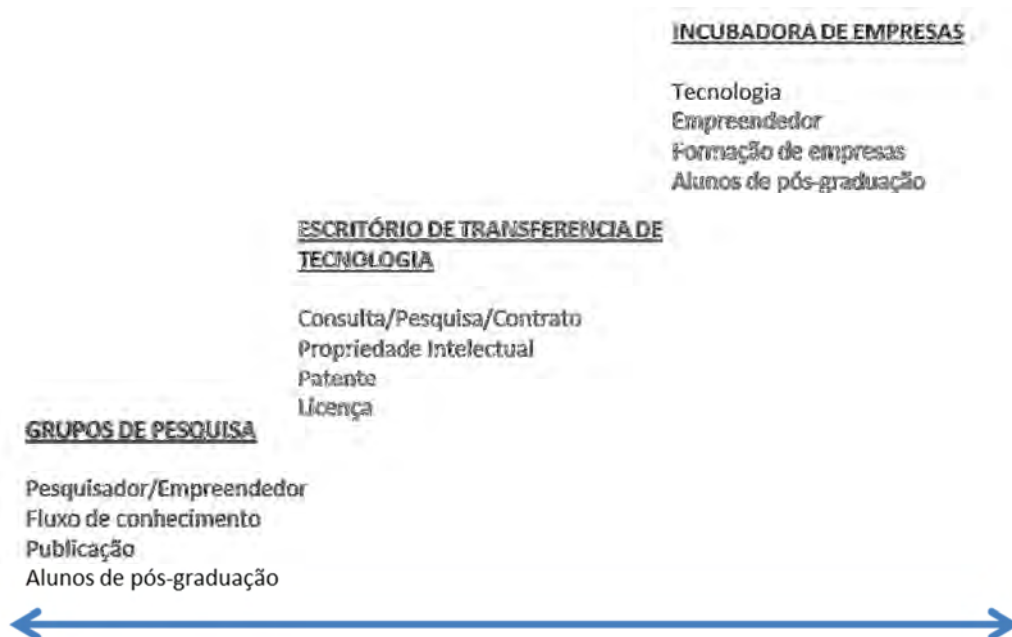 INCUBADORA DE EMPRESAS
Tecnologia
Empreendedor
Formação de empresas
Alunos de pós-graduação
ESCRITÓRIO DE TRANSFERENCIA DE
TECNOLOGIA
Consulta/Pesquisa/Contrato
Propriedade Intelectual
Patente
Licença
GRUPOS DE PESQUISA
Pesquisador/Empreendedor
Fluxo de conhecimento
Publicação
Alunos de pós-graduação